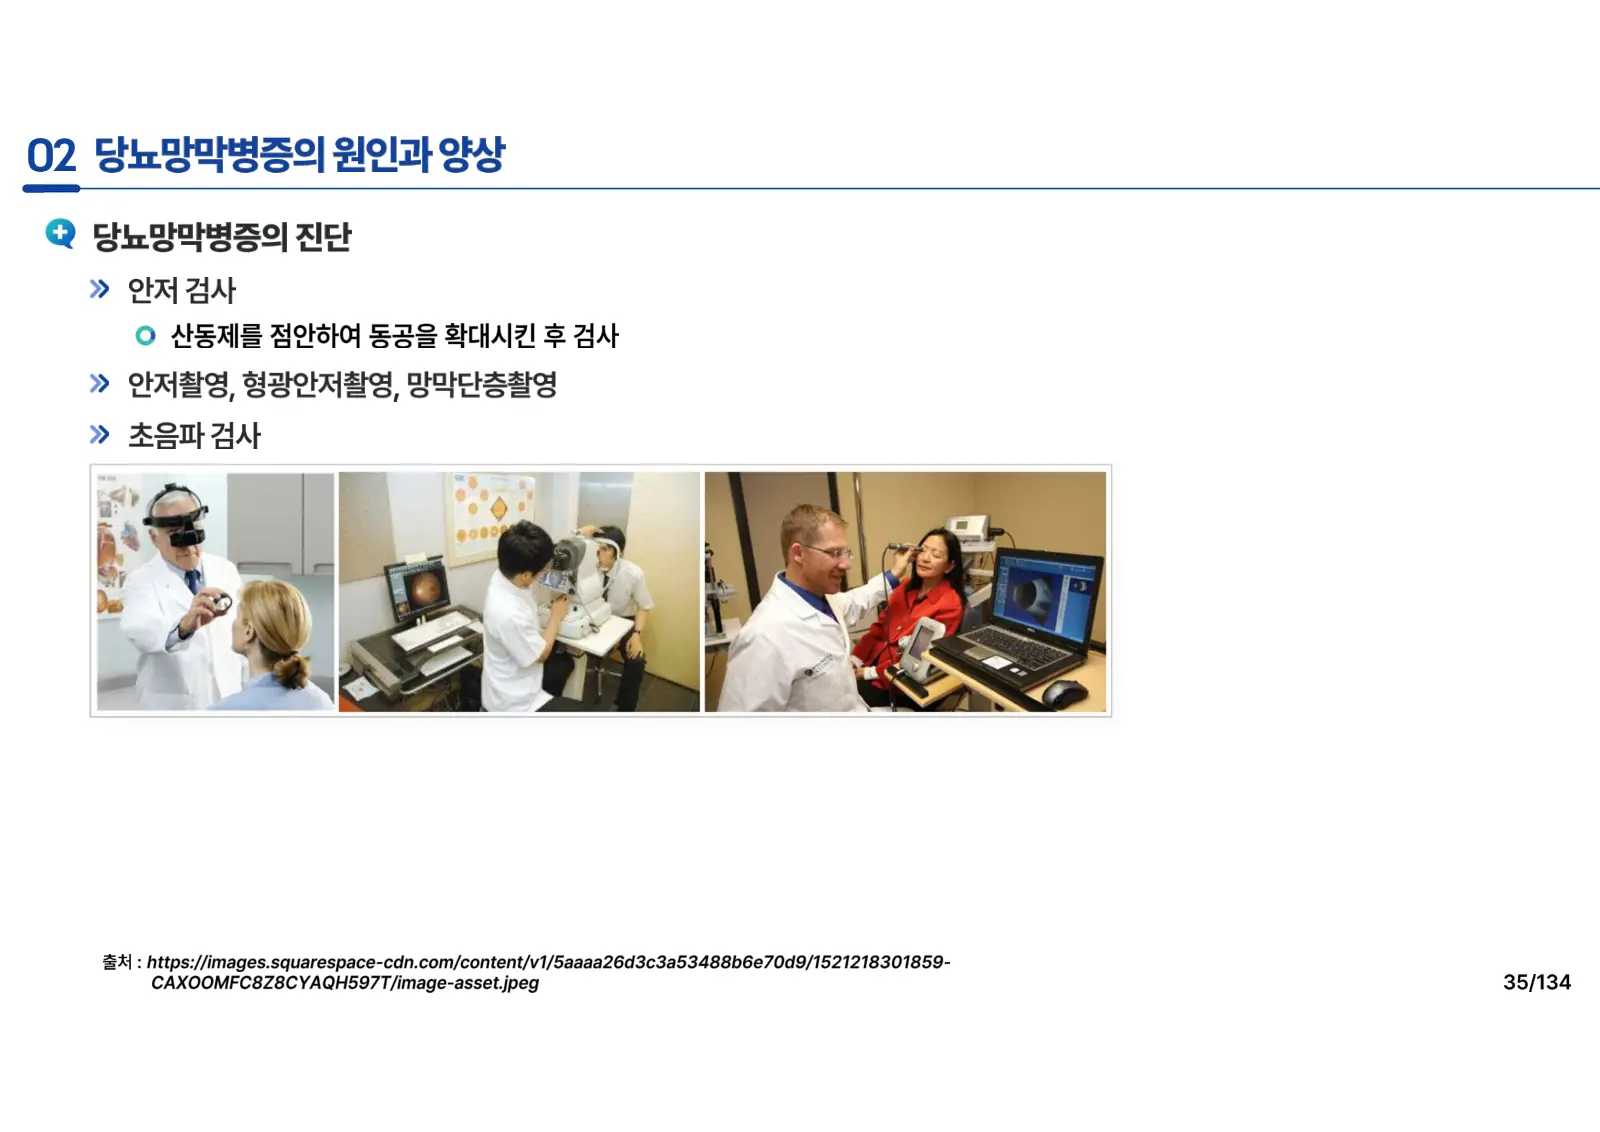 02 당뇨망막병증의 원인과 양상
당뇨망막병증의 진단
안저 검사
산동제를 점안하여 동공을 확대시킨 후 검사
안저촬영, 형광안저촬영, 망막단층촬영
초음파 검사
출처 : https://images.squarespace-cdn.com/content/v1/5aaaa26d3c3a53488b6e70d9/1521218301859-
CAXOOMFC8Z8CYAQH597T/image-asset.jpeg
35/134